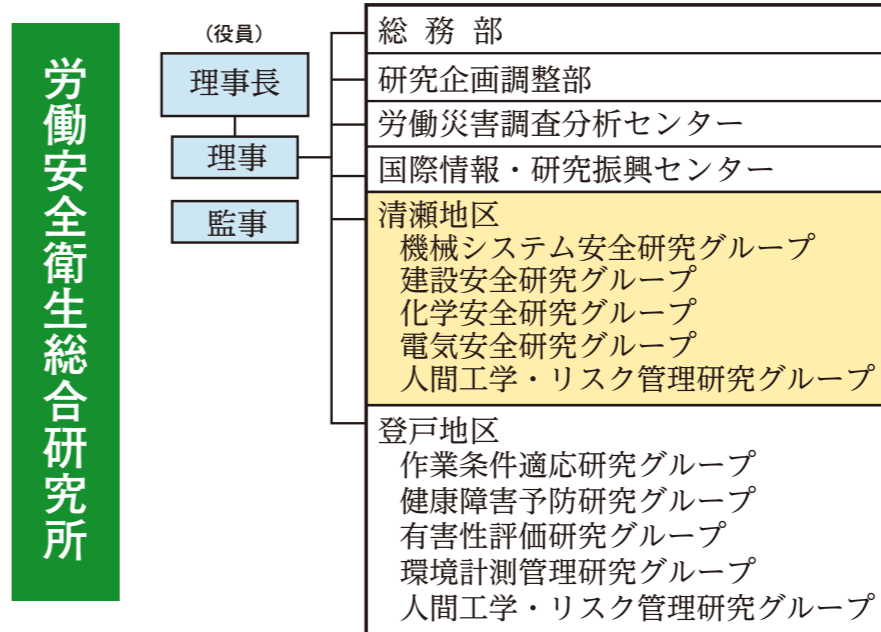 労働安全衛生総合研究所
（役員）
理事長
理事
監事
総務部
研究企画調整部
労働災害調査分析センター
国際情報・研究振興センター
清瀬地区
機械システム安全研究グループ
建設安全研究グループ
化学安全研究グループ
電気安全研究グループ
人間工学・リスク管理研究グループ
登戸地区
作業条件適応研究グループ
健康障害予防研究グループ
有害性評価研究グループ
環境計測管理研究グループ
人間工学・リスク管理研究グループ